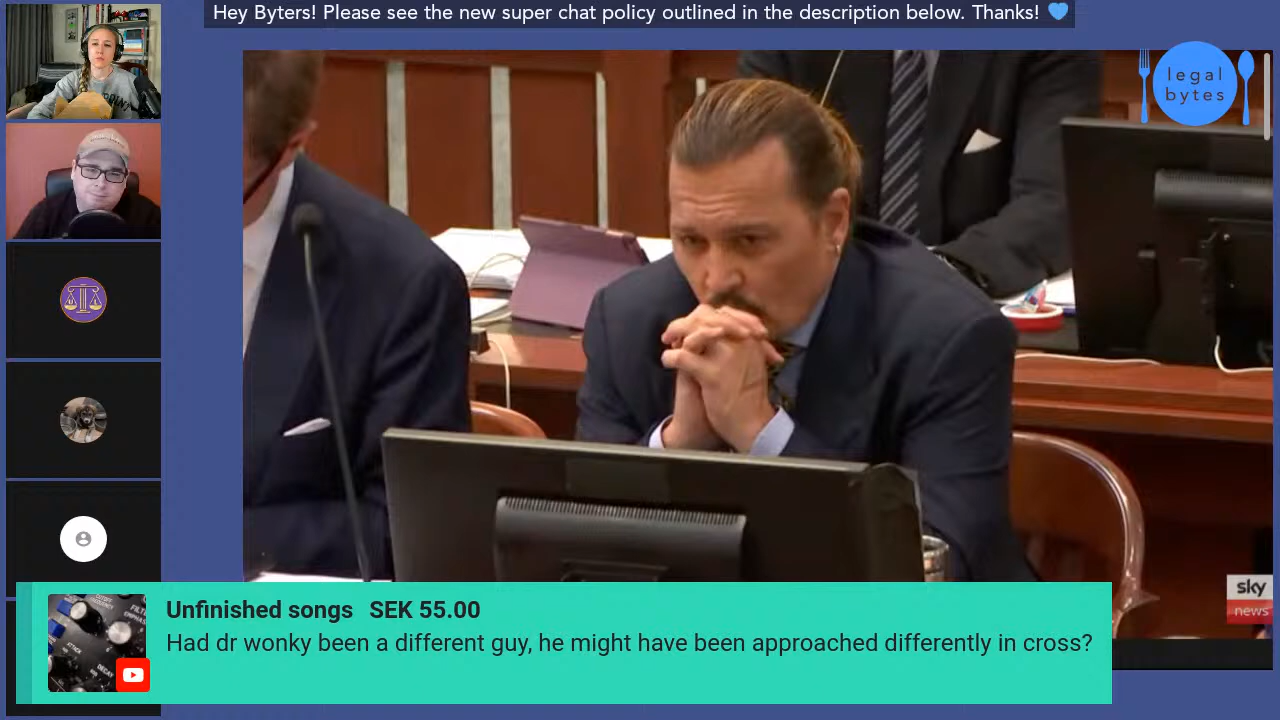 Hey Byters! Please see the new super chat policy outlined in the description below. Thanks! 💙
legal
bytes
sky
news
Unfinished songs SEK 55.00
Had dr wonky been a different guy, he might have been approached differently in cross?